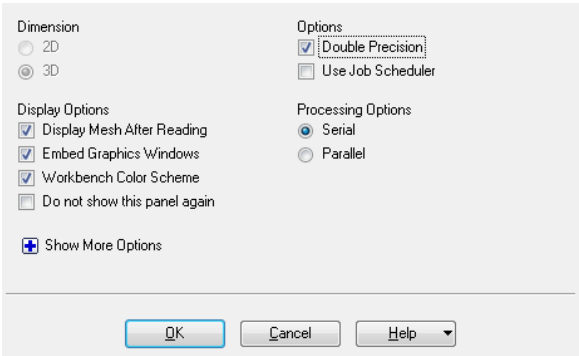 Dimension
2D
3D
Options
Double Precision
Use Job Scheduler
Display Options
Display Mesh After Reading
Embed Graphics Windows
Workbench Color Scheme
Do not show this panel again
Processing Options
Serial
Parallel
Show More Options
OK Cancel Help